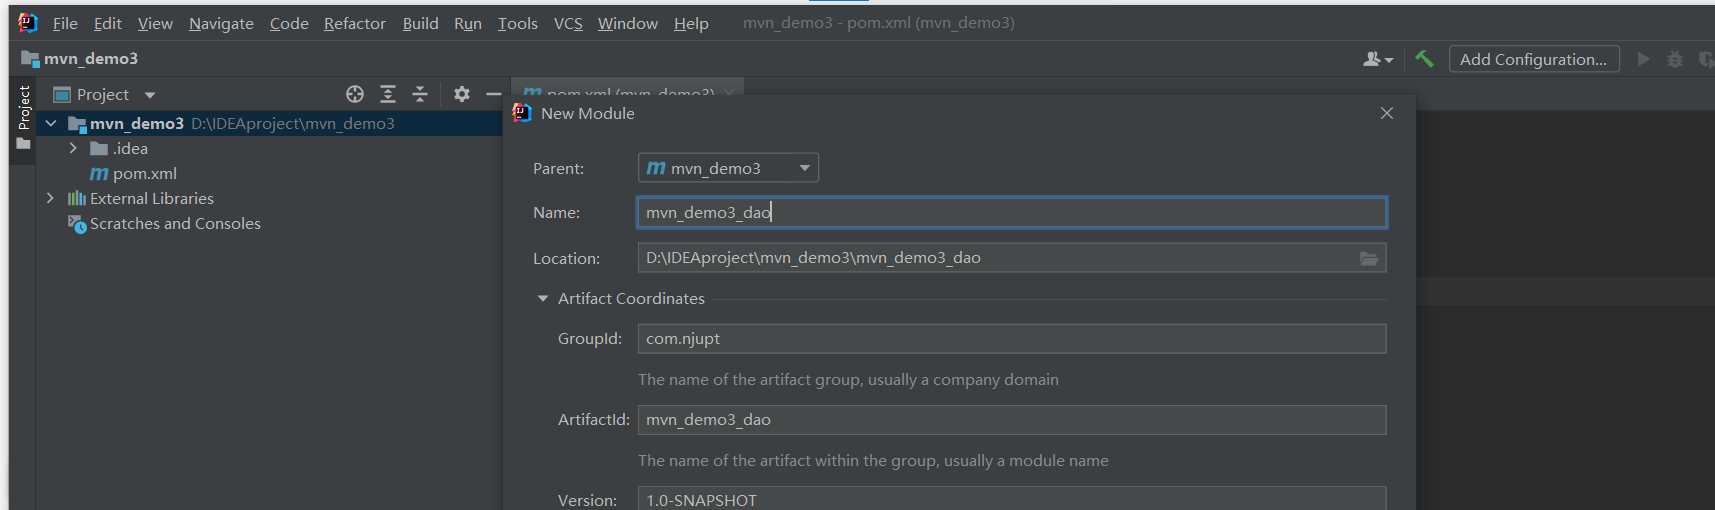 File Edit View Navigate Code Refactor Build Run Tools VCS Window Help mvn_demo3 - pom.xml (mvn_demo3)
mvn_demo3
Add Configuration...
Project
Project
pom.xml (mvn_demo3)
mvn_demo3 D:\IDEAproject\mvn_demo3
.idea
pom.xml
External Libraries
Scratches and Consoles
New Module
Parent: mvn_demo3
Name: mvn_demo3_dao
Location: D:\IDEAproject\mvn_demo3\mvn_demo3_dao
Artifact Coordinates
GroupId: com.njupt
The name of the artifact group, usually a company domain
ArtifactId: mvn_demo3_dao
The name of the artifact within the group, usually a module name
Version: 1.0-SNAPSHOT